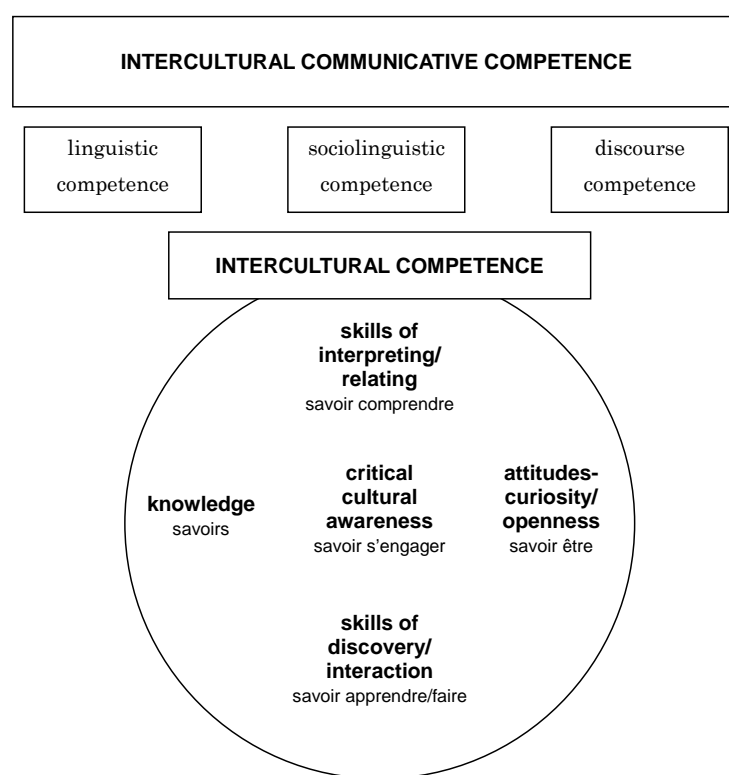 INTERCULTURAL COMMUNICATIVE COMPETENCE
linguistic
competence
sociolinguistic
competence
discourse
competence
INTERCULTURAL COMPETENCE
skills of
interpreting/
relating
savoir comprendre
knowledge
savoirs
critical
cultural
awareness
savoir s’engager
attitudes-
curiosity/
openness
savoir être
skills of
discovery/
interaction
savoir apprendre/faire